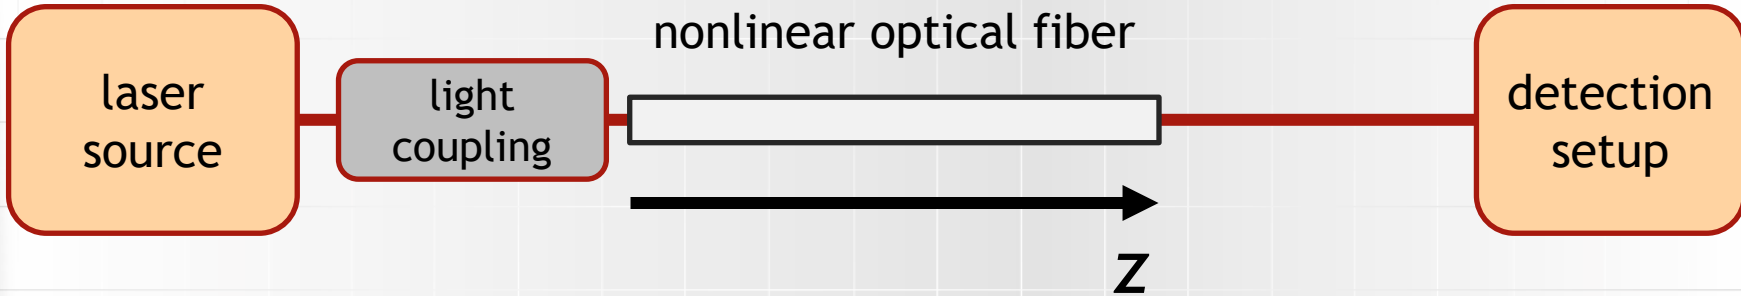 nonlinear optical fiber
laser
source
light
coupling
detection
setup
z